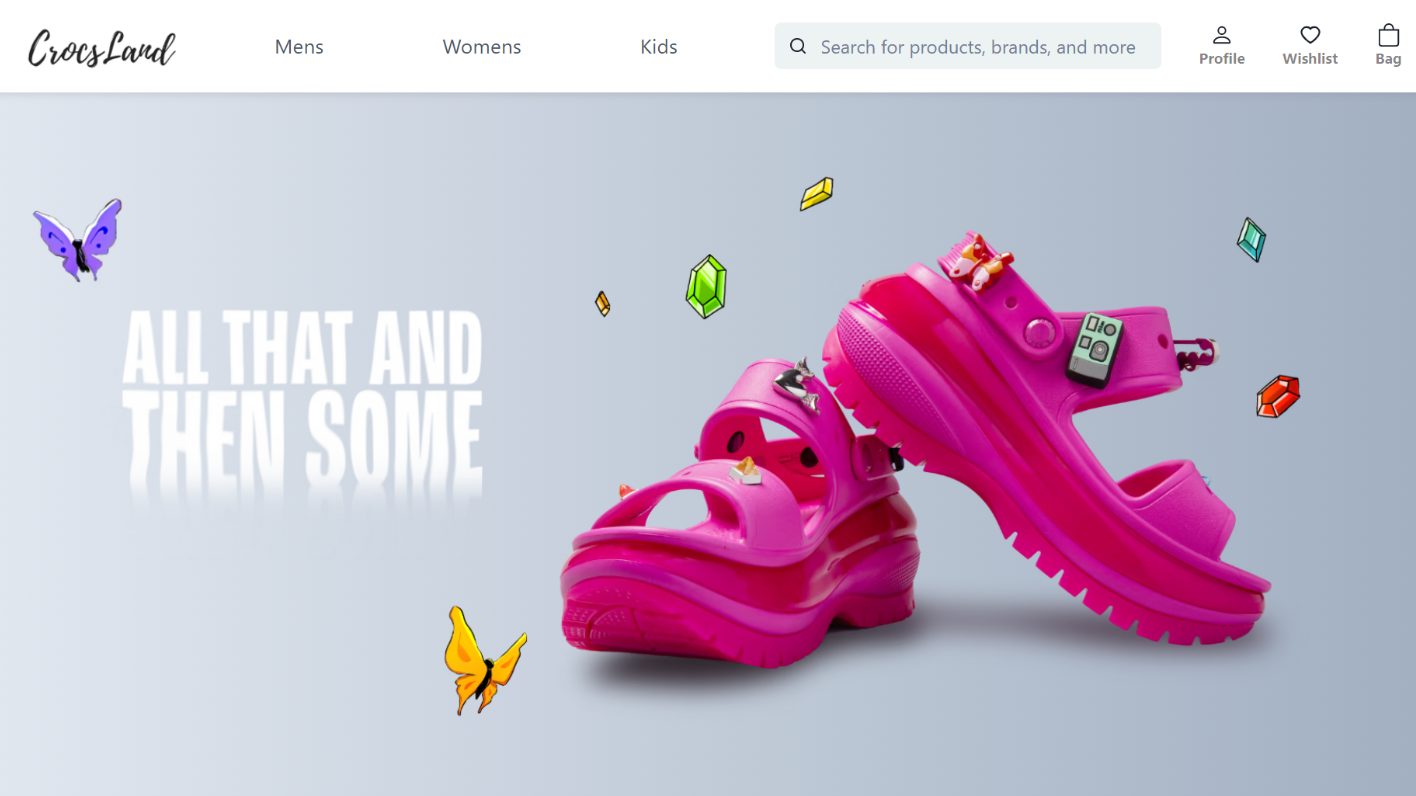 CrocsLand
Mens
Womens
Kids
Search for products, brands, and more
Profile
Wishlist
Bag
ALL THAT AND
THEN SOME